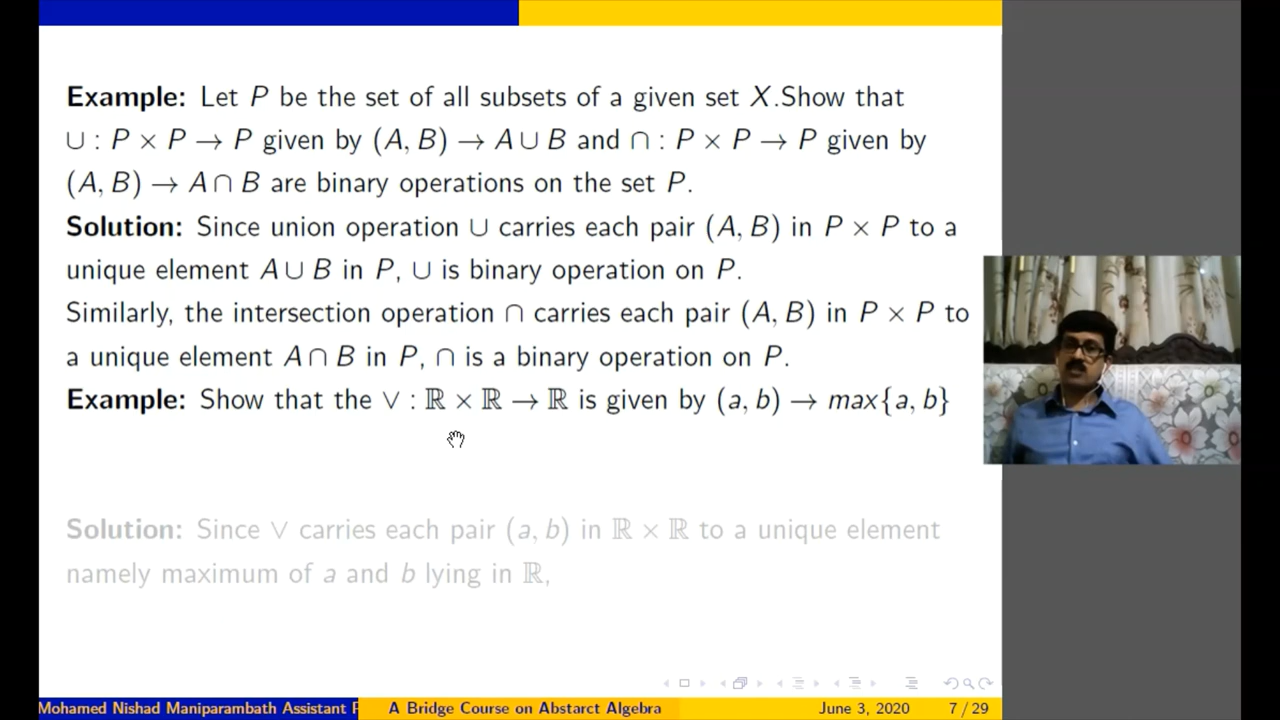 Example: Let P be the set of all subsets of a given set X.Show that
∪ : P × P → P given by (A, B) → A ∪ B and ∩ : P × P → P given by
(A, B) → A ∩ B are binary operations on the set P.
Solution: Since union operation ∪ carries each pair (A, B) in P × P to a
unique element A ∪ B in P, ∪ is binary operation on P.
Similarly, the intersection operation ∩ carries each pair (A, B) in P × P to
a unique element A ∩ B in P, ∩ is a binary operation on P.
Example: Show that the ∨ : ℝ × ℝ → ℝ is given by (a, b) → max{a, b}
Solution: Since ∨ carries each pair (a, b) in ℝ × ℝ to a unique element
namely maximum of a and b lying in ℝ,
Mohamed Nishad Maniparambath Assistant P A Bridge Course on Abstarct Algebra June 3, 2020 7 / 29